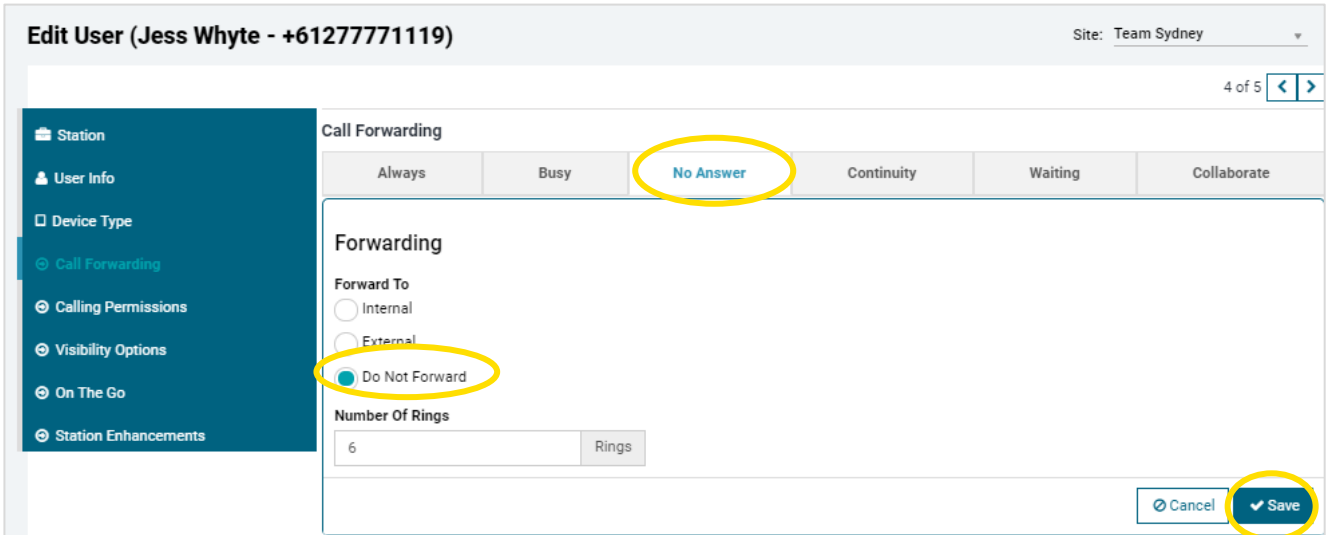 Edit User (Jess Whyte - +61277771119)
Site: Team Sydney
4 of 5
Station
User Info
Device Type
Call Forwarding
Calling Permissions
Visibility Options
On The Go
Station Enhancements
Call Forwarding
Always Busy No Answer Continuity Waiting Collaborate
Forwarding
Forward To
Internal
External
Do Not Forward
Number Of Rings
6 Rings
Cancel Save